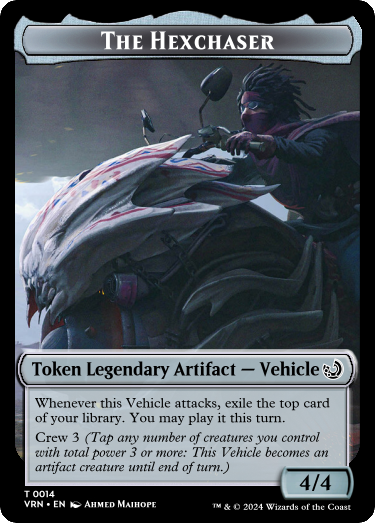 The Hexchaser
Token Legendary Artifact — Vehicle
Whenever this Vehicle attacks, exile the top card
of your library. You may play it this turn.
Crew 3 (Tap any number of creatures you control
with total power 3 or more: This Vehicle becomes an
artifact creature until end of turn.)
4/4
T 0014
VRN • EN Ahmed Maihope
™ & © 2024 Wizards of the Coast